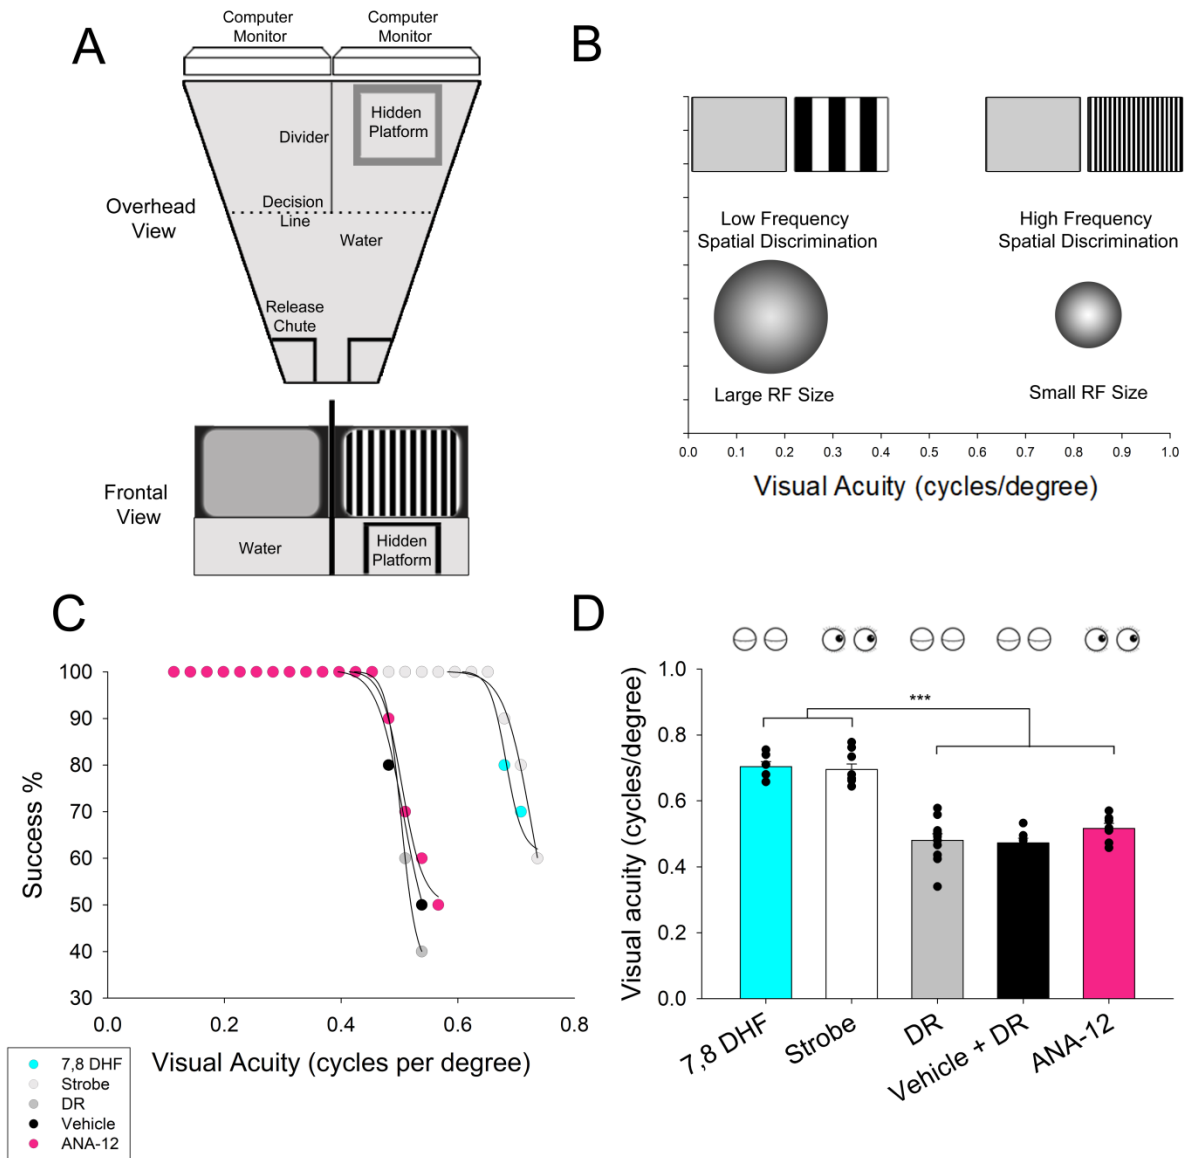 A
Computer
Monitor
Computer
Monitor
Hidden
Platform
Divider
Decision
Line
Water
Overhead
View
Release
Chute
Frontal
View
Water
Hidden
Platform
B
Low Frequency
Spatial Discrimination
High Frequency
Spatial Discrimination
Large RF Size
Small RF Size
0.0 0.1 0.2 0.3 0.4 0.5 0.6 0.7 0.8 0.9 1.0
Visual Acuity (cycles/degree)
C
Success %
100
90
80
70
60
50
40
30
0.0 0.2 0.4 0.6 0.8
Visual Acuity (cycles per degree)
7,8 DHF
Strobe
DR
Vehicle
ANA-12
D
Visual acuity (cycles/degree)
1.0
0.8
0.6
0.4
0.2
0.0
***
7,8 DHF
Strobe
DR
Vehicle + DR
ANA-12